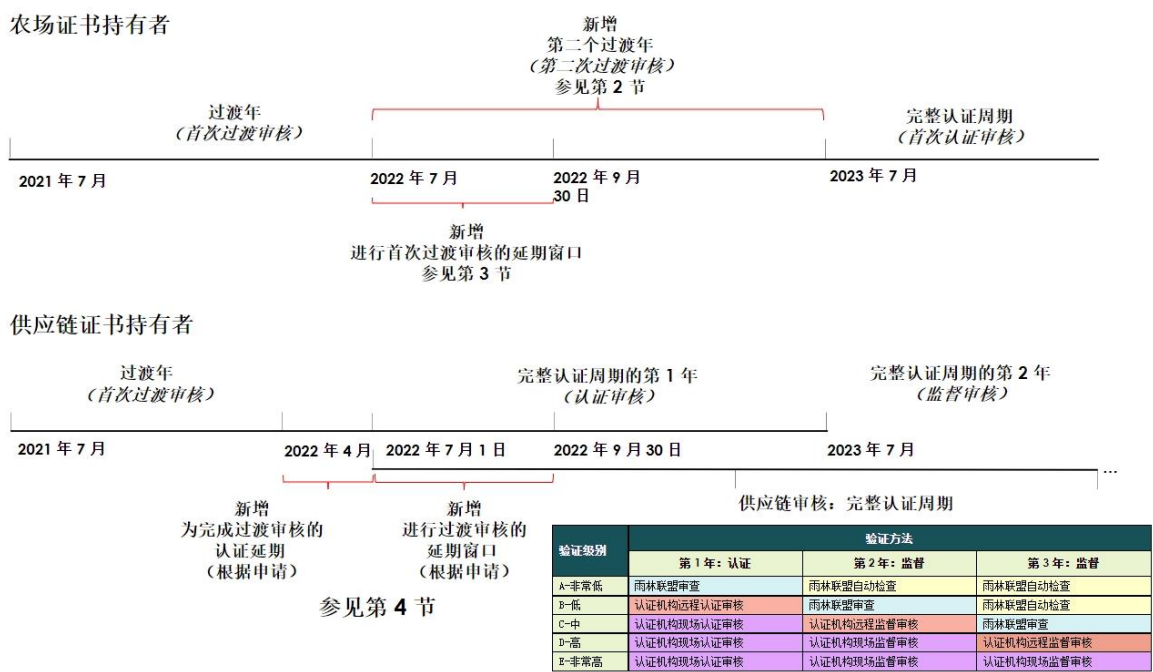 农场证书持有者
新增
第二个过渡年
（第二次过渡审核）
参见第 2 节
过渡年
（首次过渡审核）
完整认证周期
（首次认证审核）
2021 年 7 月
2022 年 7 月
2022 年 9 月
30 日
2023 年 7 月
新增
进行首次过渡审核的延期窗口
参见第 3 节
供应链证书持有者
过渡年
（首次过渡审核）
完整认证周期的第 1 年
（认证审核）
完整认证周期的第 2 年
（监督审核）
2021 年 7 月
2022 年 4 月
2022 年 7 月 1 日
2022 年 9 月 30 日
2023 年 7 月
...
新增
为完成过渡审核的
认证延期
（根据申请）
新增
进行过渡审核的
延期窗口
（根据申请）
参见第 4 节
供应链审核：完整认证周期
验证级别
验证方法
第 1 年：认证
第 2 年：监督
第 3 年：监督
A-非常低 雨林联盟审查 雨林联盟自动检查 雨林联盟自动检查
B-低 认证机构远程认证审核 雨林联盟审查 雨林联盟自动检查
C-中 认证机构现场认证审核 认证机构远程监督审核 雨林联盟审查
D-高 认证机构现场认证审核 认证机构现场监督审核 认证机构远程监督审核
E-非常高 认证机构现场认证审核 认证机构现场监督审核 认证机构现场监督审核